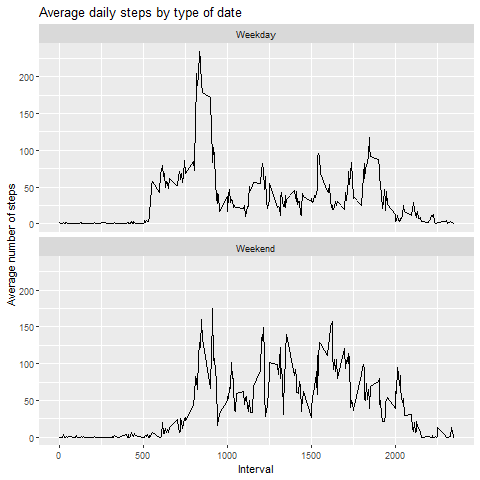 Average daily steps by type of date
Weekday
200
150
100
50
0
Weekend
200
150
100
50
0
Average number of steps
0 500 1000 1500 2000
Interval